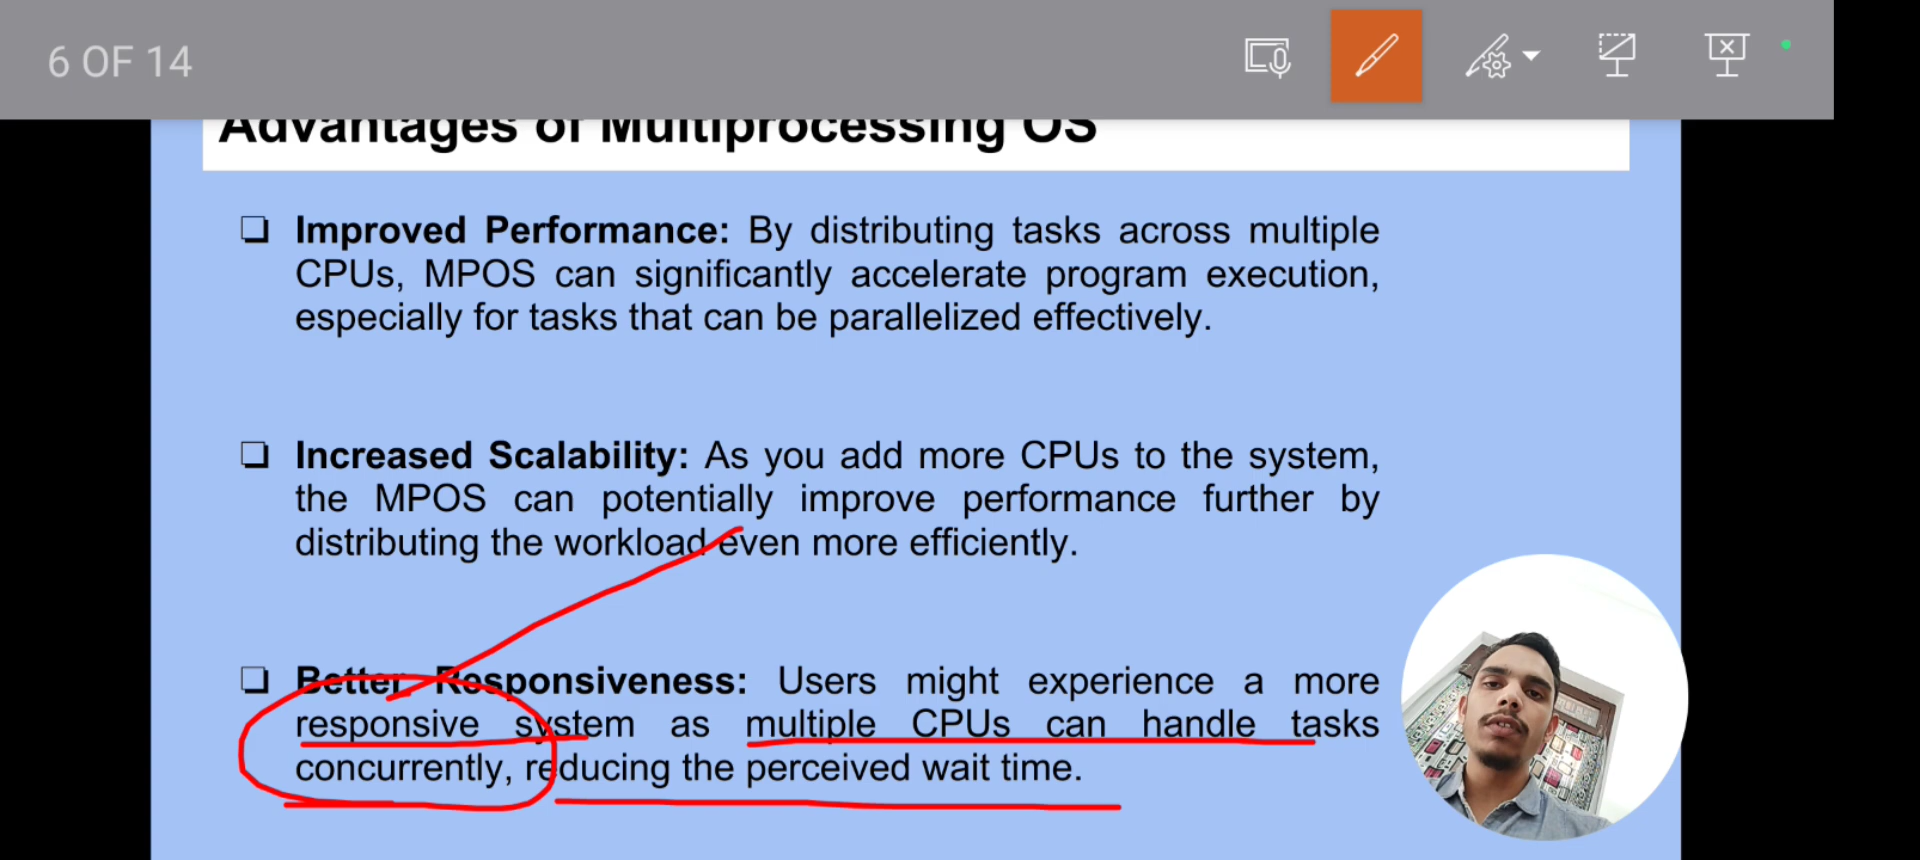 6 OF 14
Advantages of Multiprocessing OS
❑ Improved Performance: By distributing tasks across multiple
CPUs, MPOS can significantly accelerate program execution,
especially for tasks that can be parallelized effectively.
❑ Increased Scalability: As you add more CPUs to the system,
the MPOS can potentially improve performance further by
distributing the workload even more efficiently.
❑ Better Responsiveness: Users might experience a more
responsive system as multiple CPUs can handle tasks
concurrently, reducing the perceived wait time.